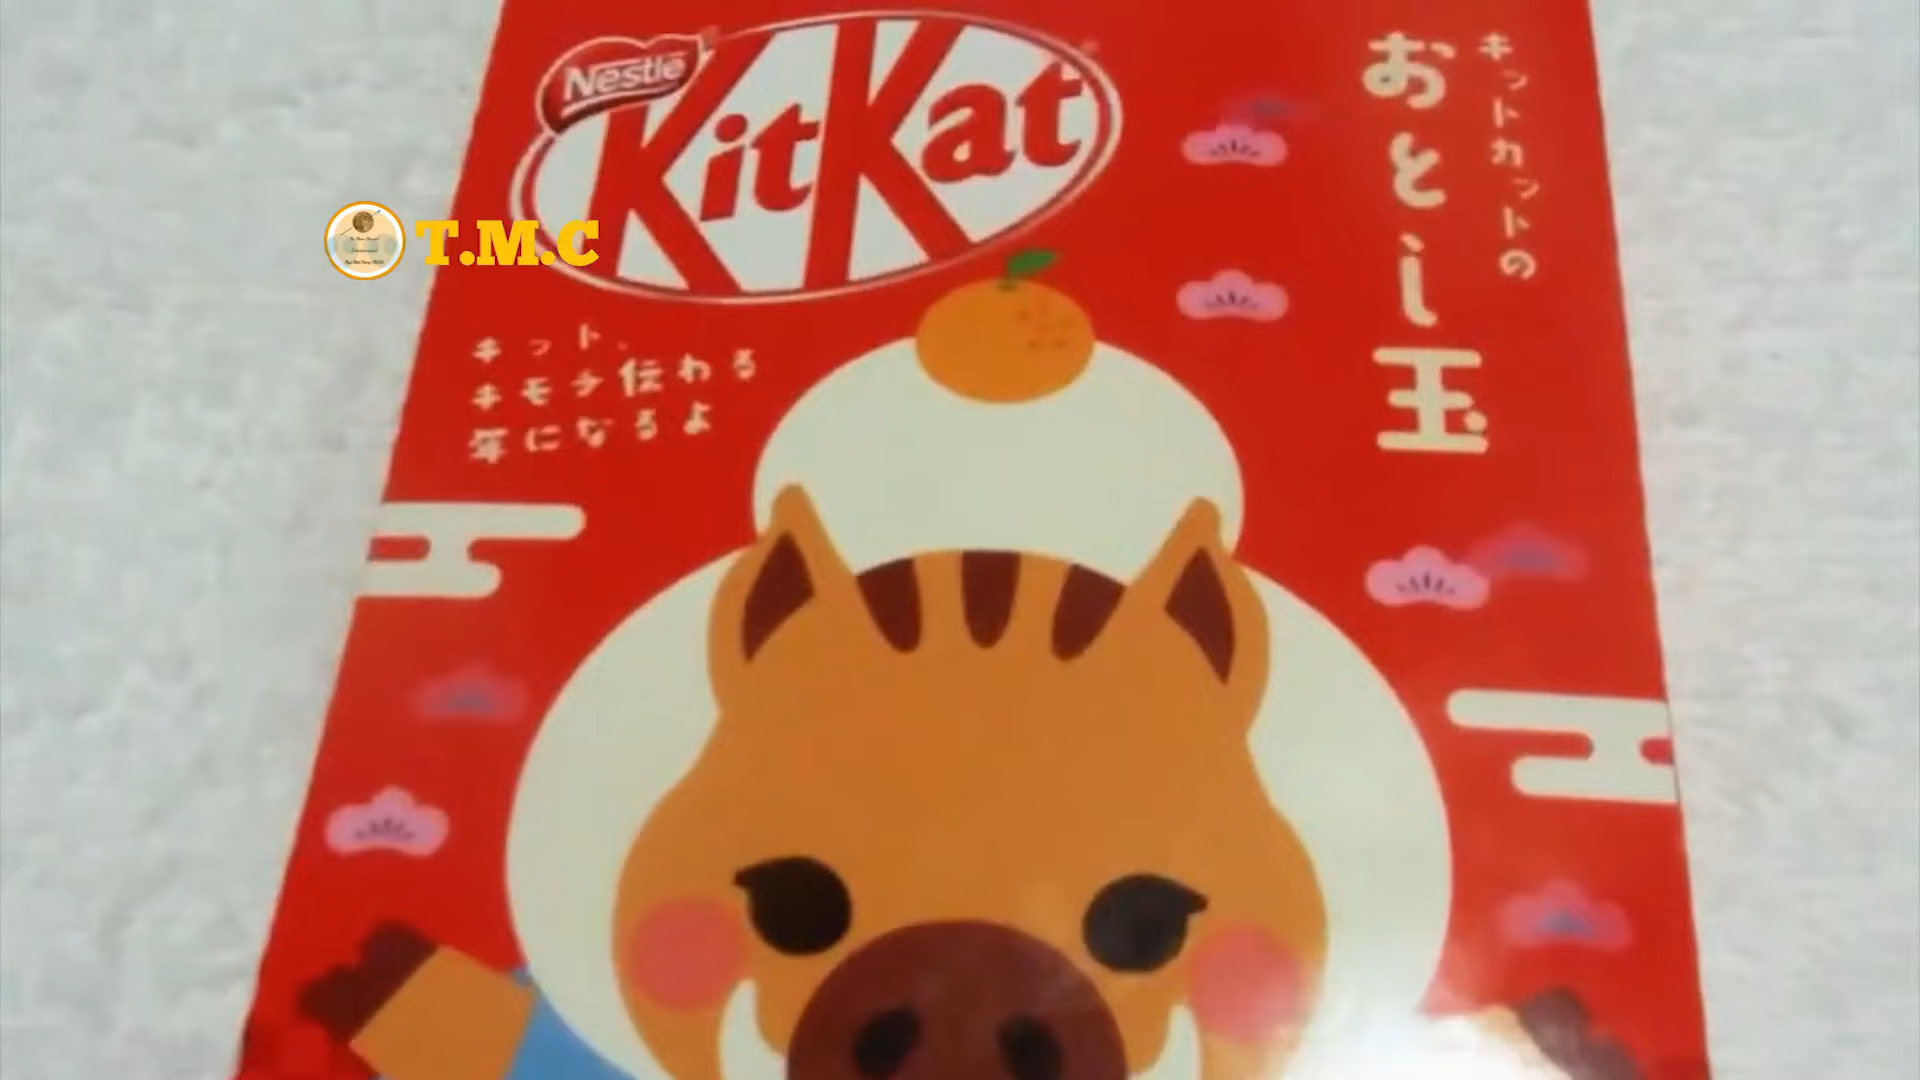 Nestlé
KitKat
キットカットの
おとし玉
T.M.C
キット、
キモチ伝わる
年になるよ